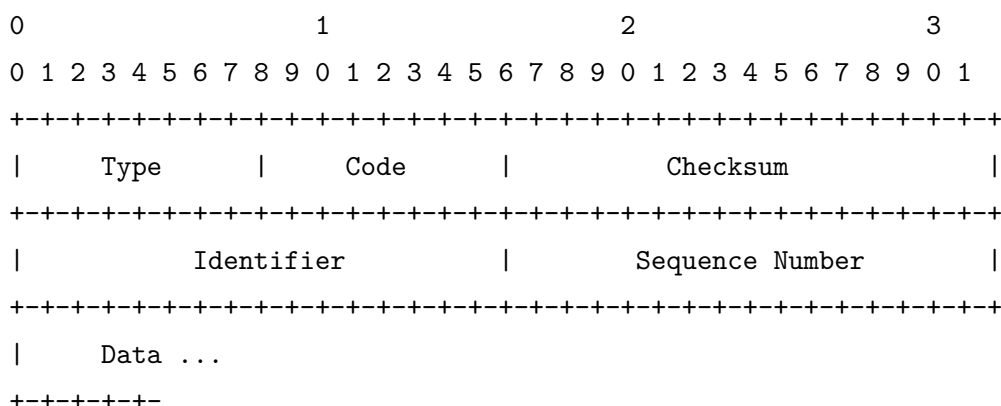 0                   1                   2                   3
0 1 2 3 4 5 6 7 8 9 0 1 2 3 4 5 6 7 8 9 0 1 2 3 4 5 6 7 8 9 0 1
+-+-+-+-+-+-+-+-+-+-+-+-+-+-+-+-+-+-+-+-+-+-+-+-+-+-+-+-+-+-+-+-+
|     Type      |     Code      |          Checksum             |
+-+-+-+-+-+-+-+-+-+-+-+-+-+-+-+-+-+-+-+-+-+-+-+-+-+-+-+-+-+-+-+-+
|           Identifier          |        Sequence Number        |
+-+-+-+-+-+-+-+-+-+-+-+-+-+-+-+-+-+-+-+-+-+-+-+-+-+-+-+-+-+-+-+-+
|     Data ...
+-+-+-+-+-